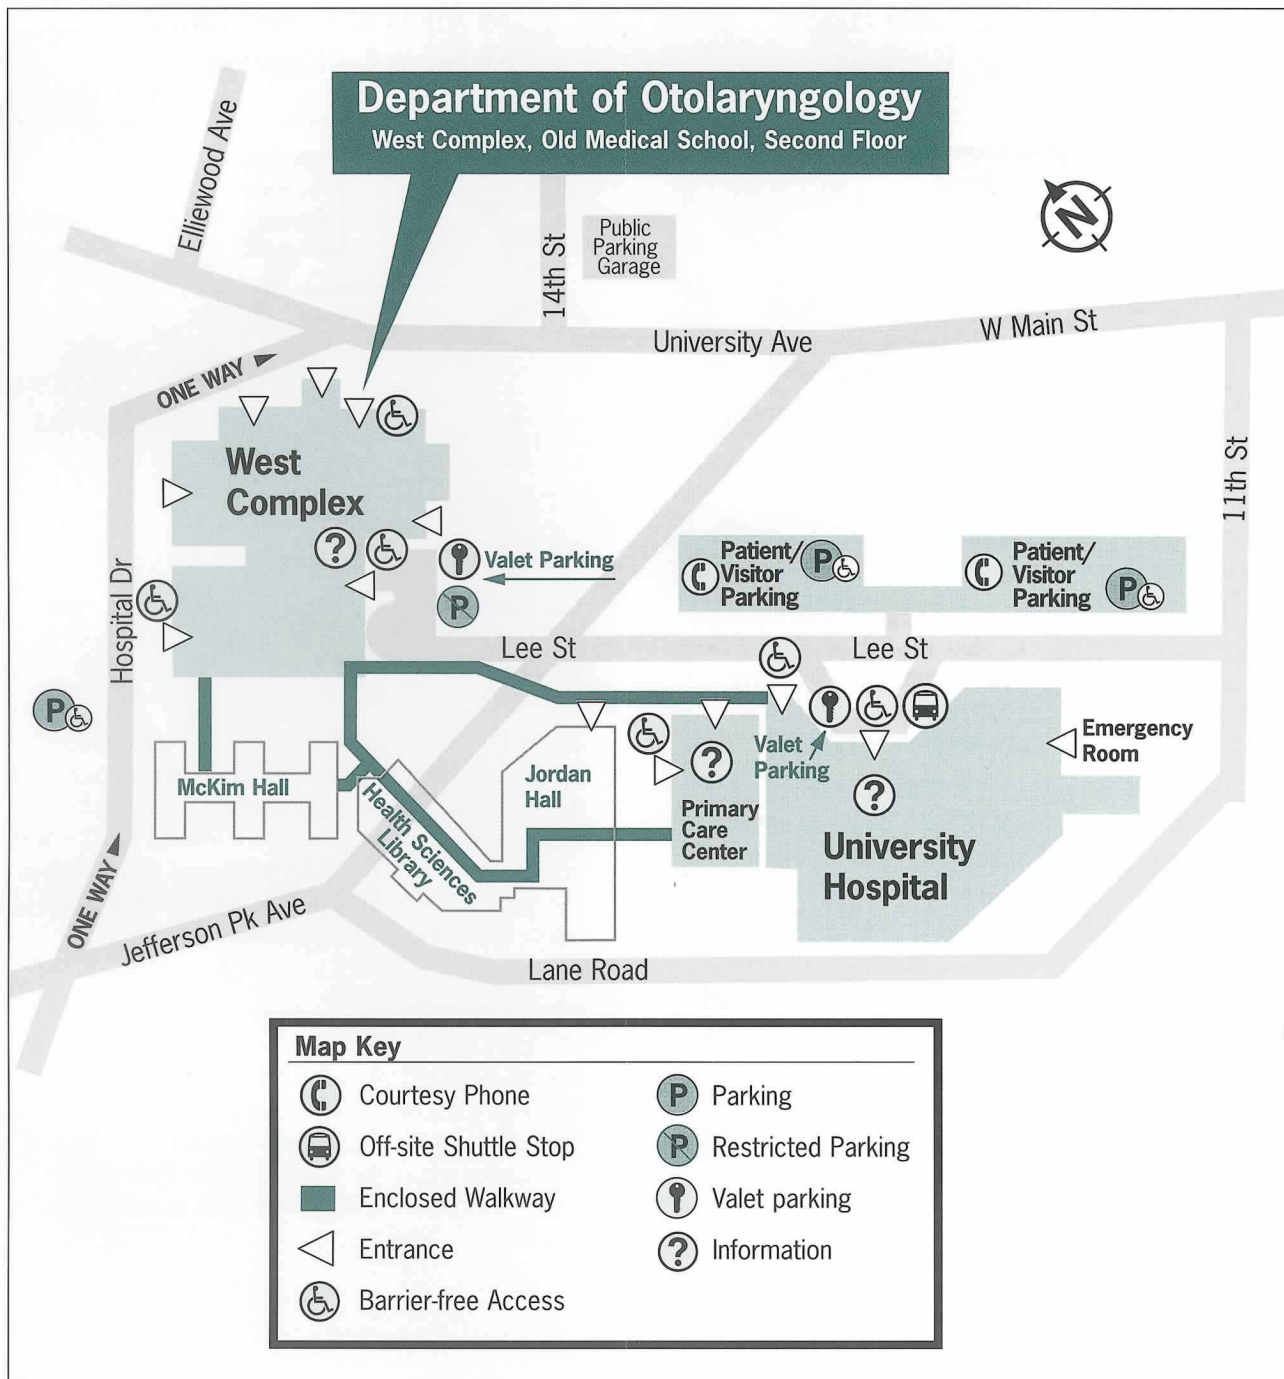 Department of Otolaryngology
West Complex, Old Medical School, Second Floor
Elliewood Ave
14th St
Public
Parking
Garage
N
University Ave
W Main St
ONE WAY
11th St
West
Complex
?
Valet Parking
P
Patient/
Visitor
Parking
P
Patient/
Visitor
Parking
P
Hospital Dr
Lee St
Lee St
P
Valet
Parking
Emergency
Room
McKim Hall
Health Sciences
Library
Jordan
Hall
?
Primary
Care
Center
?
University
Hospital
ONE WAY
Jefferson Pk Ave
Lane Road
Map Key
Courtesy Phone
P Parking
Off-site Shuttle Stop
P Restricted Parking
Enclosed Walkway
Valet parking
Entrance
? Information
Barrier-free Access